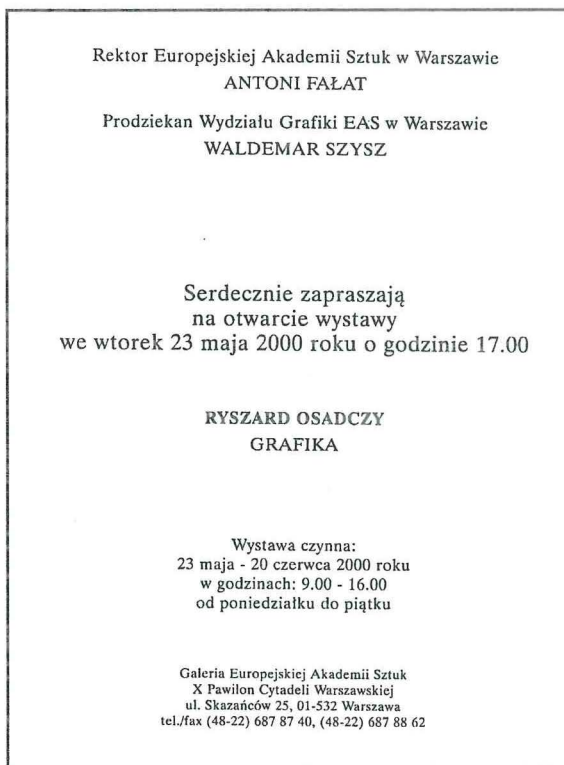 Rektor Europejskiej Akademii Sztuk w Warszawie
ANTONI FAŁAT
Prodziekan Wydziału Grafiki EAS w Warszawie
WALDEMAR SZYSZ
Serdecznie zapraszają
na otwarcie wystawy
we wtorek 23 maja 2000 roku o godzinie 17.00
RYSZARD OSADCZY
GRAFIKA
Wystawa czynna:
23 maja - 20 czerwca 2000 roku
w godzinach: 9.00 - 16.00
od poniedziałku do piątku
Galeria Europejskiej Akademii Sztuk
X Pawilon Cytadeli Warszawskiej
ul. Skazańców 25, 01-532 Warszawa
tel./fax (48-22) 687 87 40, (48-22) 687 88 62